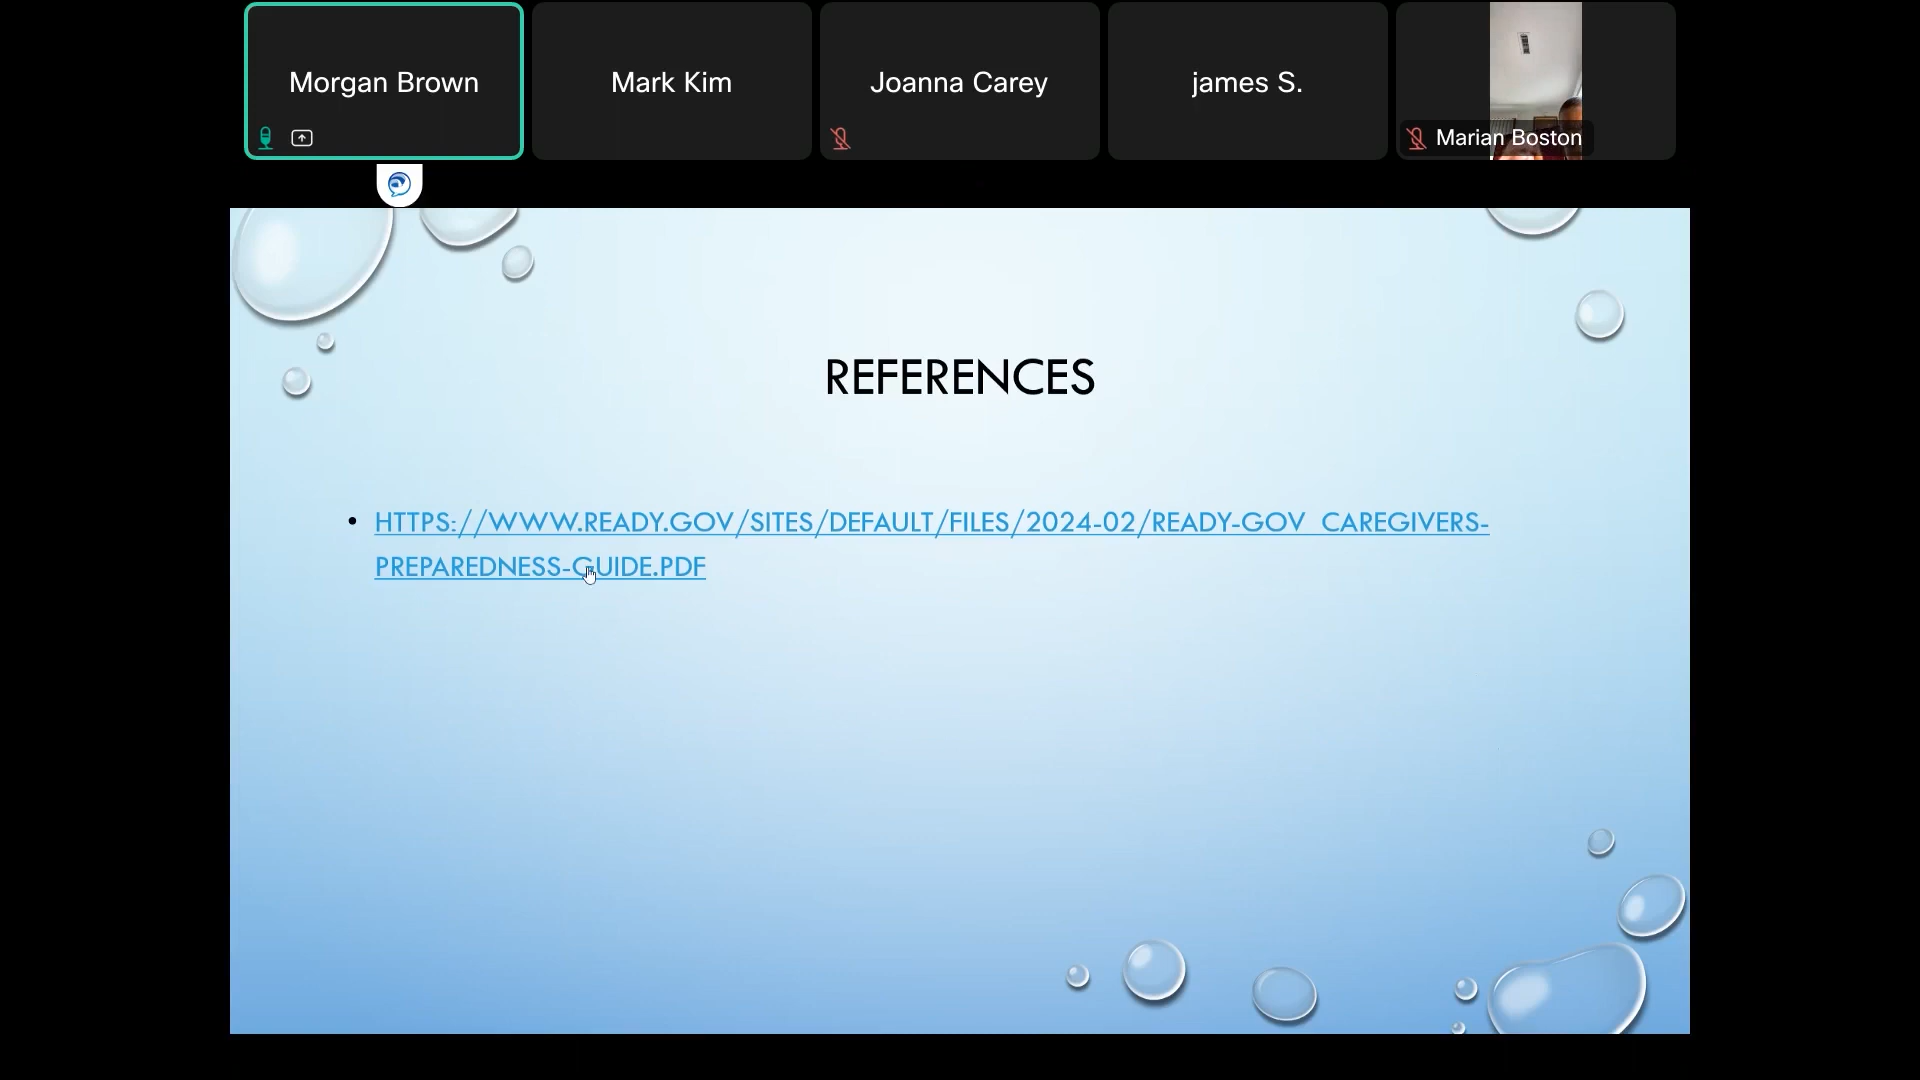 Morgan Brown
Mark Kim
Joanna Carey
james S.
Marian Boston
REFERENCES
• HTTPS://WWW.READY.GOV/SITES/DEFAULT/FILES/2024-02/READY-GOV_CAREGIVERS-
PREPAREDNESS-GUIDE.PDF